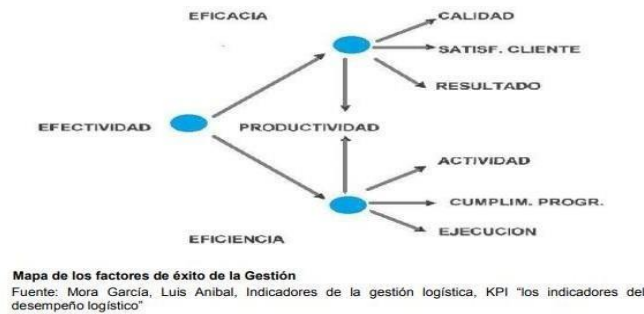 EFICACIA
CALIDAD
SATISF. CLIENTE
RESULTADO
EFECTIVIDAD
PRODUCTIVIDAD
ACTIVIDAD
CUMPLIM. PROGR.
EJECUCION
EFICIENCIA
Mapa de los factores de éxito de la Gestión
Fuente: Mora García, Luis Anibal, Indicadores de la gestión logística, KPI “los indicadores del
desempeño logístico”